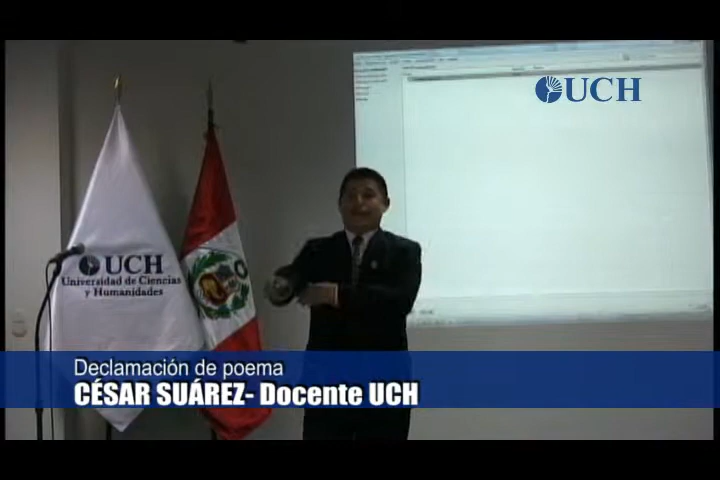 UCH
UCH
Universidad de Ciencias
y Humanidades
Declamación de poema
CÉSAR SUÁREZ- Docente UCH